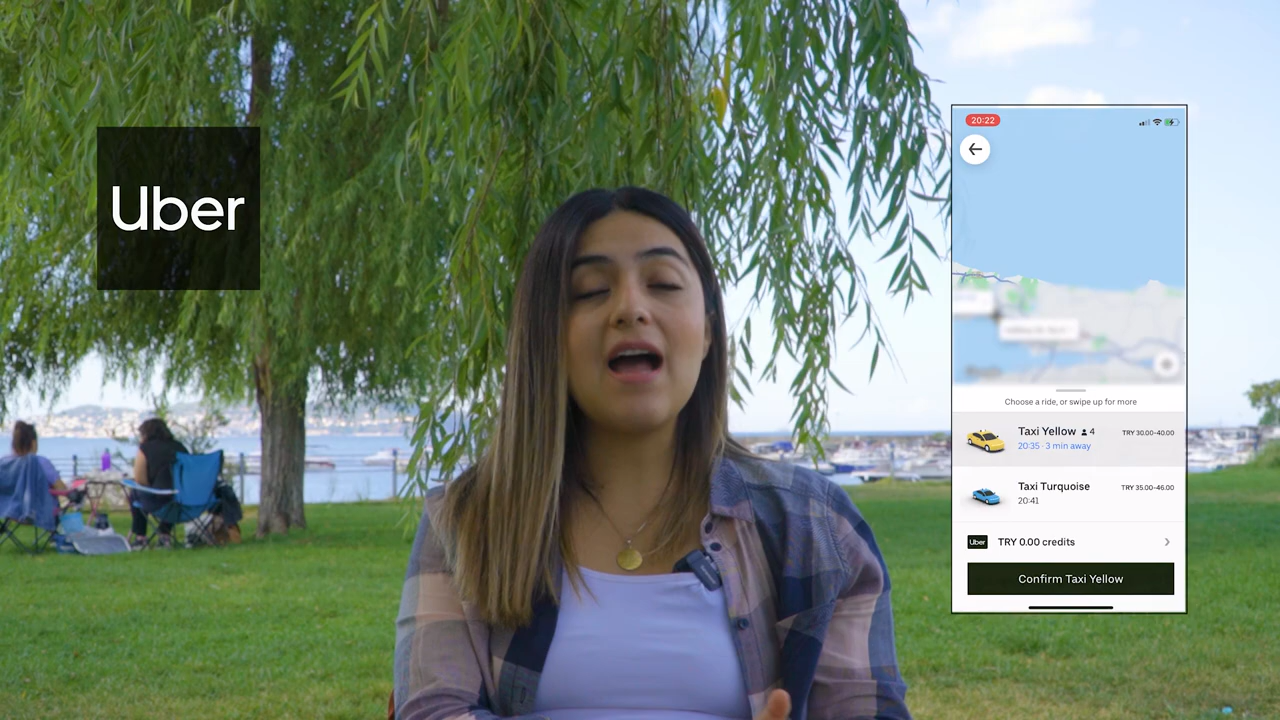 Uber
20:22
Choose a ride, or swipe up for more
Taxi Yellow 4
TRY 30.00-40.00
20:35 · 3 min away
Taxi Turquoise
TRY 35.00-46.00
20:41
Uber
TRY 0.00 credits
Confirm Taxi Yellow